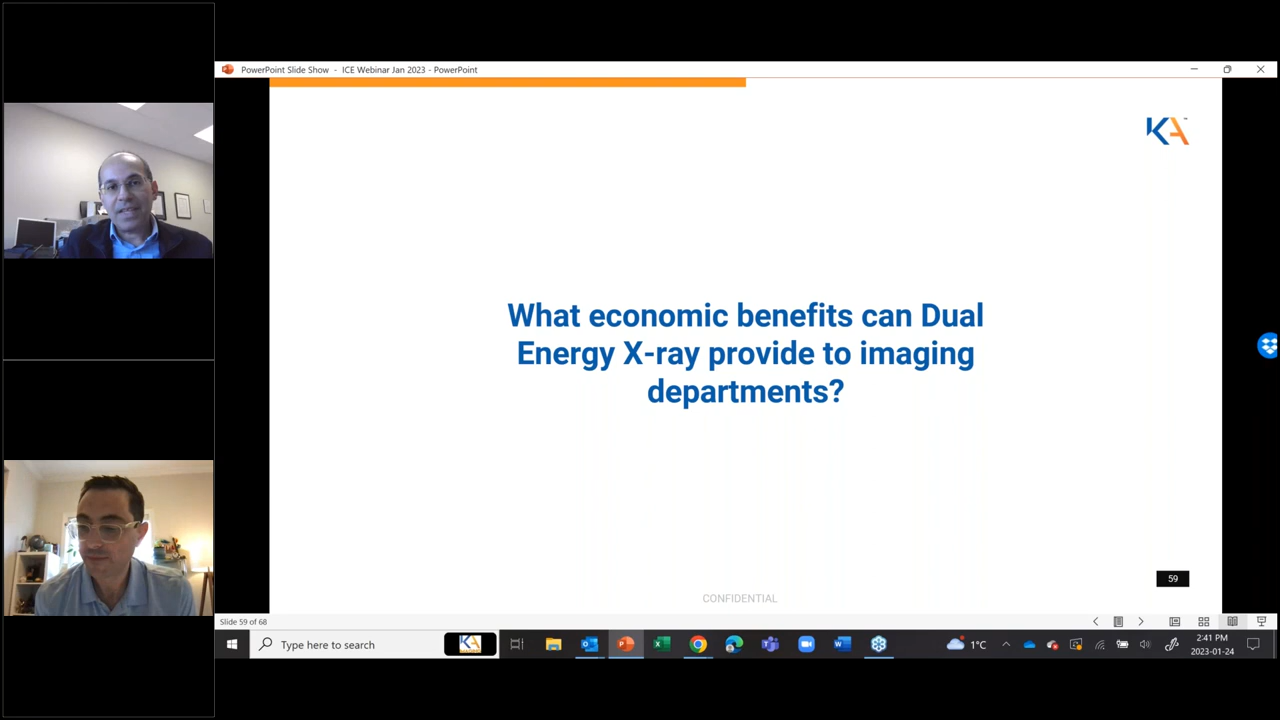 PowerPoint Slide Show - ICE Webinar Jan 2023 - PowerPoint
KA
What economic benefits can Dual
Energy X-ray provide to imaging
departments?
59
CONFIDENTIAL
Slide 59 of 68
Type here to search
KA
1°C
2:41 PM
2023-01-24